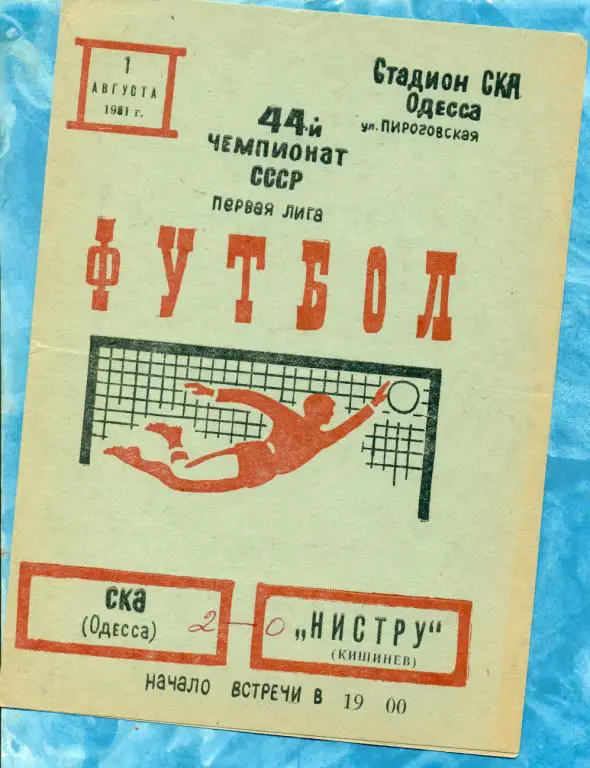 1
АВГУСТА
1981 г.
Стадион СКА
Одесса
ул. ПИРОГОВСКАЯ
44-й
ЧЕМПИОНАТ
СССР
ПЕРВАЯ ЛИГА
ФУТБОЛ
СКА
(Одесса)
2-0
„НИСТРУ“
(КИШИНЕВ)
НАЧАЛО ВСТРЕЧИ В 19 00